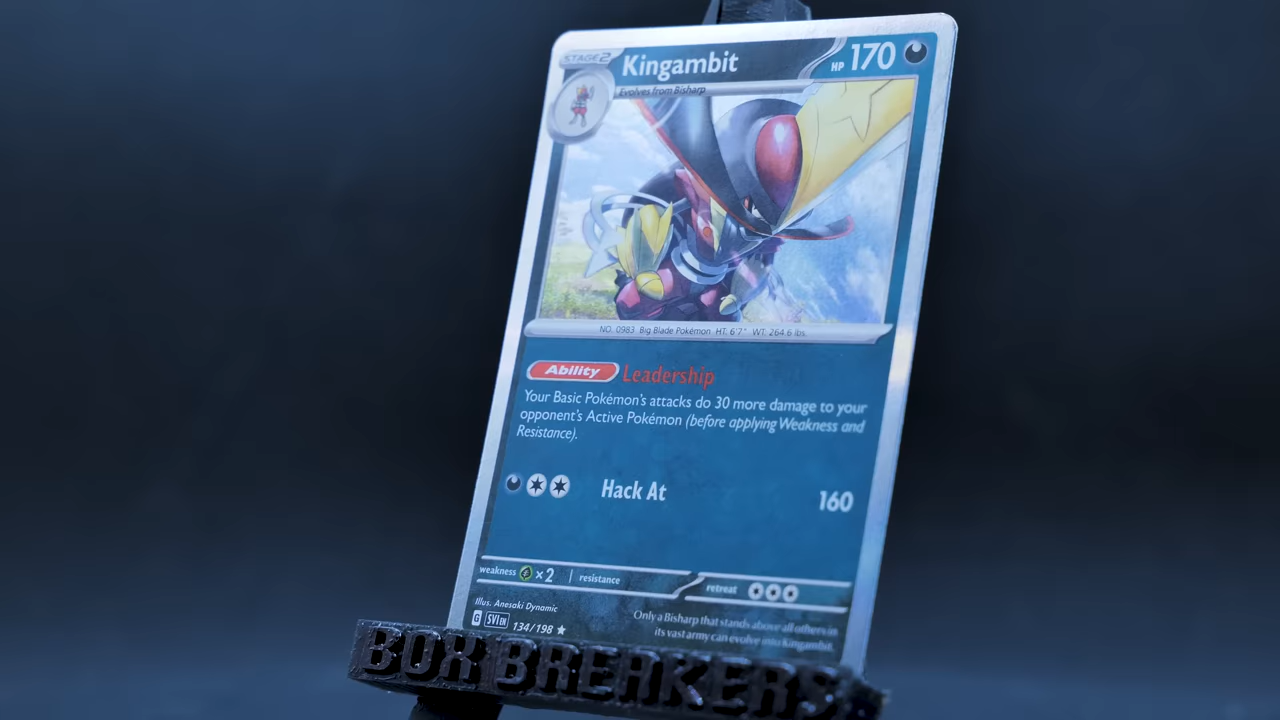 STAGE2 Kingambit HP 170
Evolves from Bisharp
NO. 0983 Big Blade Pokémon HT: 6'7" WT: 264.6 lbs.
Ability Leadership
Your Basic Pokémon's attacks do 30 more damage to your
opponent's Active Pokémon (before applying Weakness and
Resistance).
Hack At 160
weakness ×2 resistance retreat
Illus. Anesaki Dynamic
G SVI EN 134/198
Only a Bisharp that stands above all others in
its vast army can evolve into Kingambit.
BOX BREAKERS